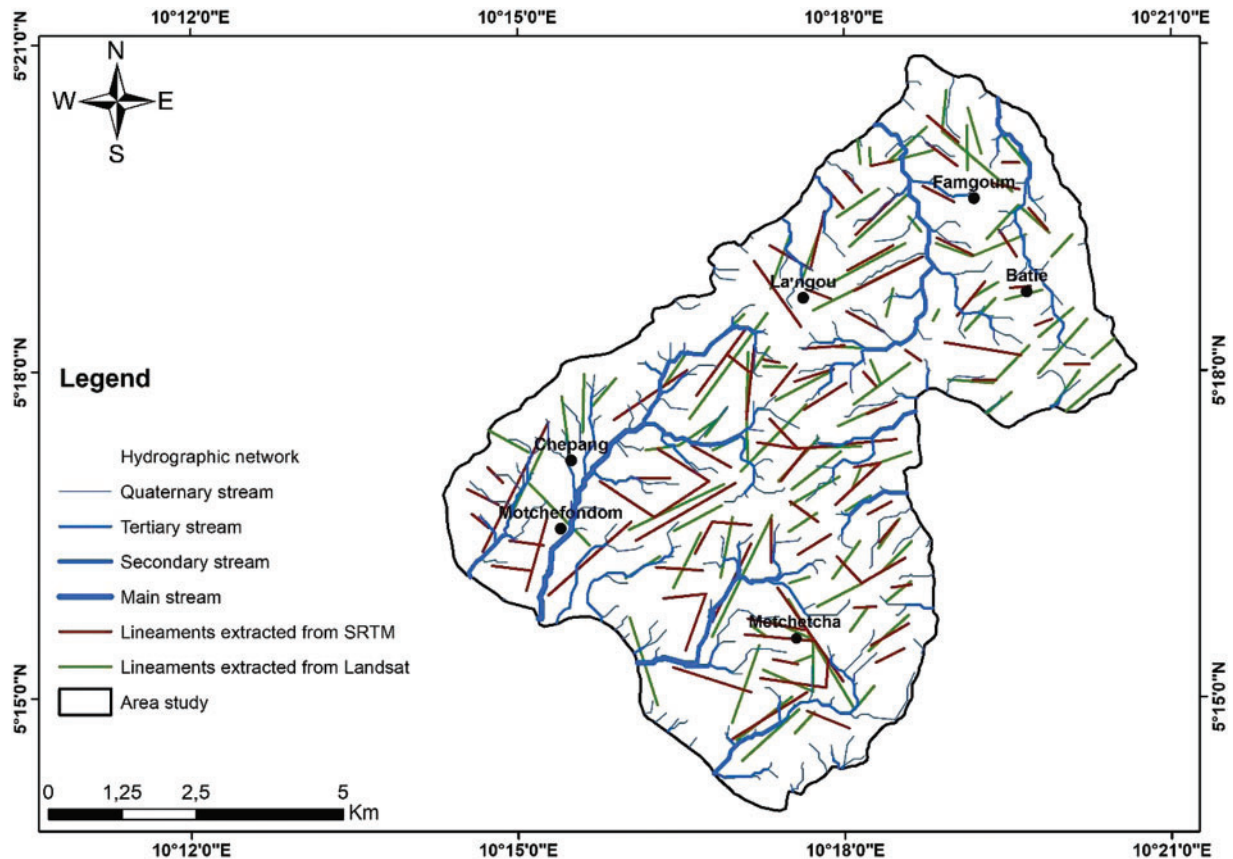 10°12'0"E 10°15'0"E 10°18'0"E 10°21'0"E
5°21'0"N
N
W E
S
Famgoum
La'ngou
Batie
5°18'0"N
5°18'0"N
Legend
Chepang
Motchefondom
Metchetcha
Hydrographic network
Quaternary stream
Tertiary stream
Secondary stream
Main stream
Lineaments extracted from SRTM
Lineaments extracted from Landsat
Area study
5°15'0"N
5°15'0"N
0 1,25 2,5 5
Km
10°12'0"E 10°15'0"E 10°18'0"E 10°21'0"E